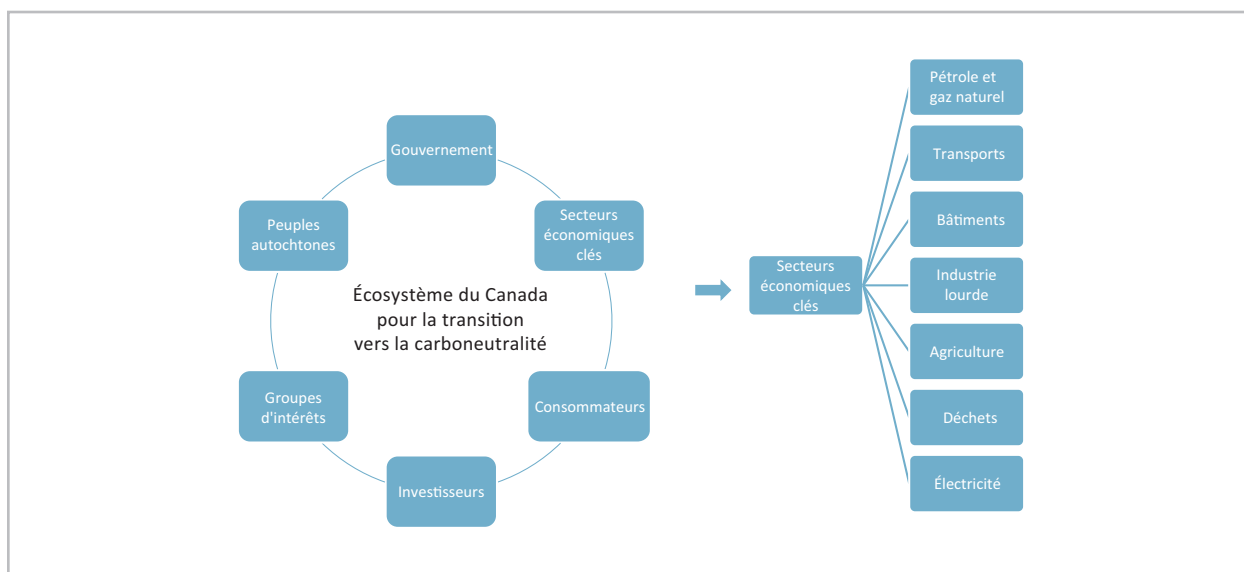 Gouvernement
Secteurs
économiques
clés
Consommateurs
Investisseurs
Groupes
d'intérêts
Peuples
autochtones
Écosystème du Canada
pour la transition
vers la carboneutralité
Secteurs
économiques
clés
Pétrole et
gaz naturel
Transports
Bâtiments
Industrie
lourde
Agriculture
Déchets
Électricité